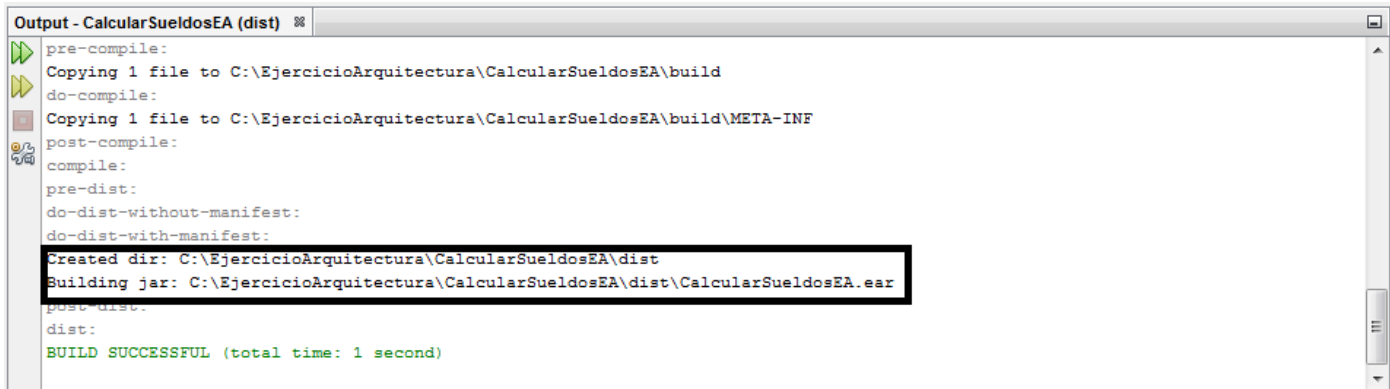 Output - CalcularSueldosEA (dist)
pre-compile:
Copying 1 file to C:\EjercicioArquitectura\CalcularSueldosEA\build
do-compile:
Copying 1 file to C:\EjercicioArquitectura\CalcularSueldosEA\build\META-INF
post-compile:
compile:
pre-dist:
do-dist-without-manifest:
do-dist-with-manifest:
Created dir: C:\EjercicioArquitectura\CalcularSueldosEA\dist
Building jar: C:\EjercicioArquitectura\CalcularSueldosEA\dist\CalcularSueldosEA.ear
post-dist:
dist:
BUILD SUCCESSFUL (total time: 1 second)